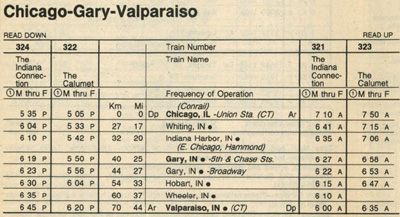 Chicago-Gary-Valparaiso
READ DOWN READ UP
324 322 Train Number 321 323
The Indiana Connection The Calumet Train Name The Indiana Connection The Calumet
① M thru F ① M thru F Frequency of Operation ① M thru F ① M thru F
Km Mi (Conrail)
5 35 P 5 05 P 0 0 Dp Chicago, IL -Union Sta. (CT) Ar 7 10 A 7 50 A
6 04 P 5 33 P 27 17 Whiting, IN ● 6 41 A 7 15 A
6 10 P 5 42 P 32 20 Indiana Harbor, IN ● 6 35 A 7 06 A
(E. Chicago, Hammond)
6 19 P 5 50 P 40 25 Gary, IN ● -5th & Chase Sts. 6 27 A 6 58 A
6 23 P 5 56 P 44 27 Gary, IN ● -Broadway 6 22 A 6 53 A
6 30 P 6 04 P 54 33 Hobart, IN ● 6 15 A 6 47 A
6 35 P 60 37 Wheeler, IN ● 6 10 A
6 45 P 6 20 P 70 44 Ar Valparaiso, IN ● (CT) Dp 6 00 A 6 35 A